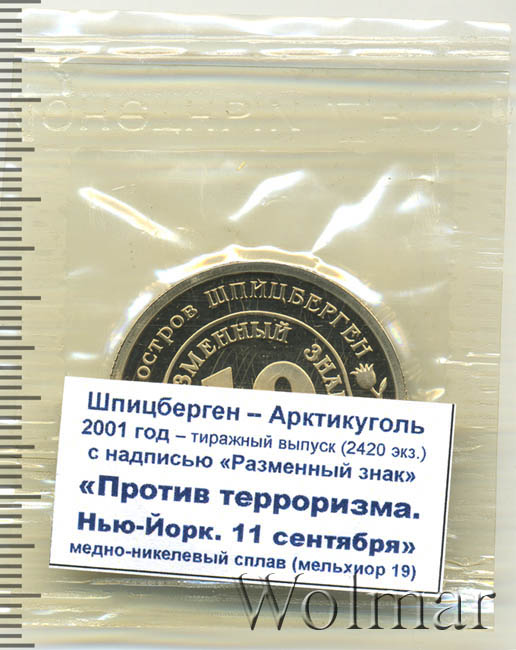 остров ШПИЦБЕРГЕН
РАЗМЕННЫЙ ЗНАК
10
Шпицберген -- Арктикуголь
2001 год – тиражный выпуск (2420 экз.)
с надписью «Разменный знак»
«Против терроризма.
Нью-Йорк. 11 сентября»
медно-никелевый сплав (мельхиор 19)
Wolmar